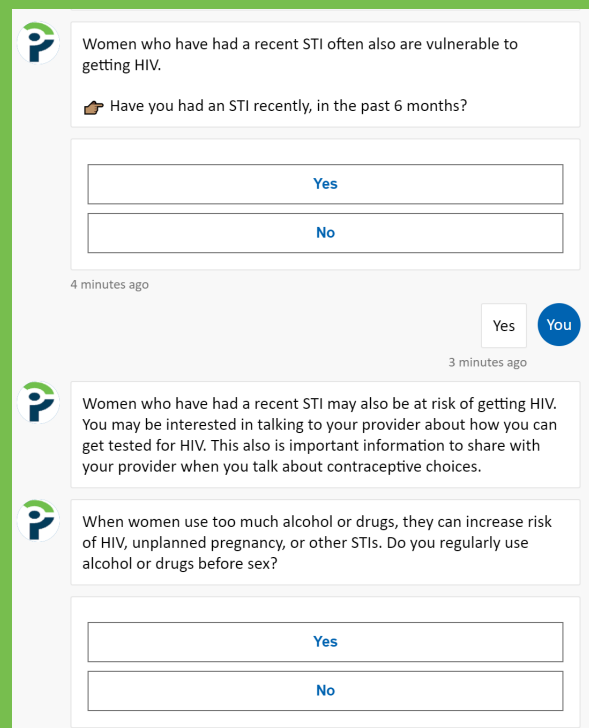 Women who have had a recent STI often also are vulnerable to
getting HIV.
Have you had an STI recently, in the past 6 months?
Yes
No
4 minutes ago
Yes
You
3 minutes ago
Women who have had a recent STI may also be at risk of getting HIV.
You may be interested in talking to your provider about how you can
get tested for HIV. This also is important information to share with
your provider when you talk about contraceptive choices.
When women use too much alcohol or drugs, they can increase risk
of HIV, unplanned pregnancy, or other STIs. Do you regularly use
alcohol or drugs before sex?
Yes
No